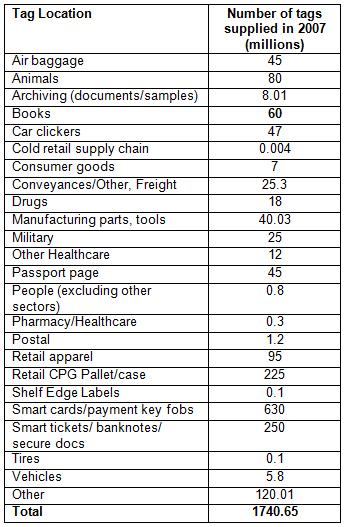 Tag Location Number of tags
supplied in 2007
(millions)
Air baggage 45
Animals 80
Archiving (documents/samples) 8.01
Books 60
Car clickers 47
Cold retail supply chain 0.004
Consumer goods 7
Conveyances/Other, Freight 25.3
Drugs 18
Manufacturing parts, tools 40.03
Military 25
Other Healthcare 12
Passport page 45
People (excluding other 0.8
sectors)
Pharmacy/Healthcare 0.3
Postal 1.2
Retail apparel 95
Retail CPG Pallet/case 225
Shelf Edge Labels 0.1
Smart cards/payment key fobs 630
Smart tickets/ banknotes/ 250
secure docs
Tires 0.1
Vehicles 5.8
Other 120.01
Total 1740.65